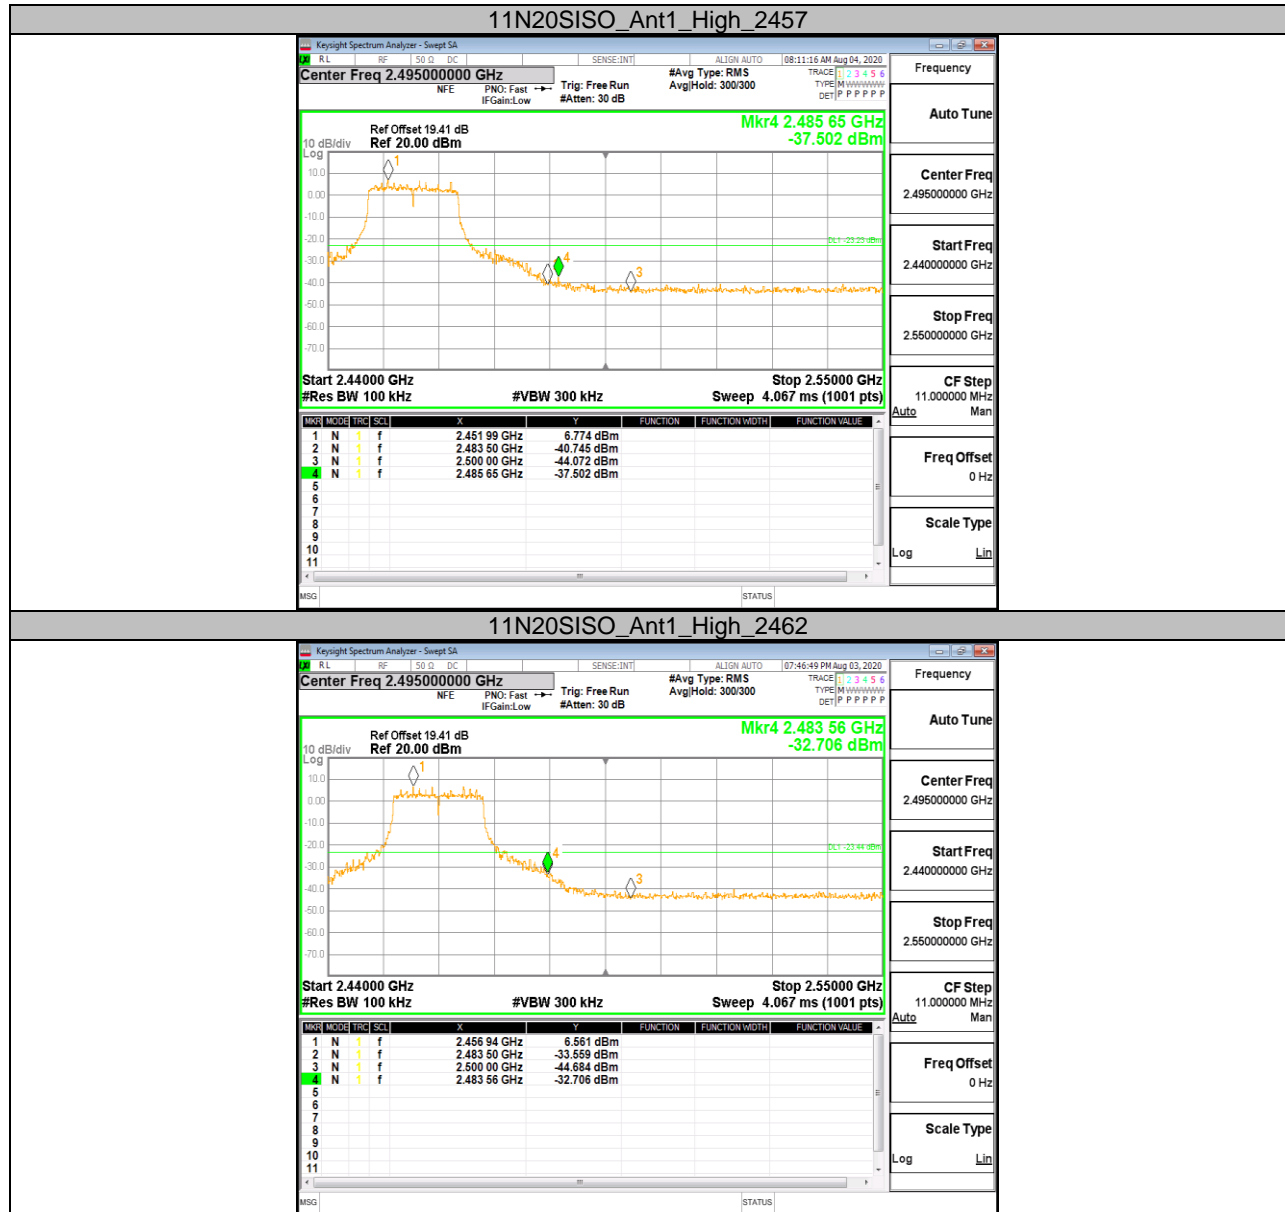 11N20SISO_Ant1_High_2457
Keysight Spectrum Analyzer - Swept SA
RL RF 50 Ω DC SENSE:INT ALIGN AUTO 08:11:16 AM Aug 04, 2020
Center Freq 2.495000000 GHz
NFE PNO: Fast IFGain:Low
Trig: Free Run
#Atten: 30 dB
#Avg Type: RMS
Avg|Hold: 300/300
TRACE 1 2 3 4 5 6
TYPE M WWWWW
DET P P P P P P
Frequency
Auto Tune
Mkr4 2.485 65 GHz
-37.502 dBm
Ref Offset 19.41 dB
10 dB/div Ref 20.00 dBm
Log
10.0
0.00
-10.0
-20.0
-30.0
-40.0
-50.0
-60.0
-70.0
1
4
3
DL1 -23.23 dBm
Center Freq
2.495000000 GHz
Start Freq
2.440000000 GHz
Stop Freq
2.550000000 GHz
Start 2.44000 GHz Stop 2.55000 GHz
#Res BW 100 kHz #VBW 300 kHz Sweep 4.067 ms (1001 pts)
CF Step
11.000000 MHz
Auto Man
MKR MODE TRC SCL X Y FUNCTION FUNCTION WIDTH FUNCTION VALUE
1 N 1 f 2.451 99 GHz 6.774 dBm
2 N 1 f 2.483 50 GHz -40.745 dBm
3 N 1 f 2.500 00 GHz -44.072 dBm
4 N 1 f 2.485 65 GHz -37.502 dBm
5
6
7
8
9
10
11
Freq Offset
0 Hz
Scale Type
Log Lin
MSG STATUS
11N20SISO_Ant1_High_2462
Keysight Spectrum Analyzer - Swept SA
RL RF 50 Ω DC SENSE:INT ALIGN AUTO 07:46:49 PM Aug 03, 2020
Center Freq 2.495000000 GHz
NFE PNO: Fast IFGain:Low
Trig: Free Run
#Atten: 30 dB
#Avg Type: RMS
Avg|Hold: 300/300
TRACE 1 2 3 4 5 6
TYPE M WWWWW
DET P P P P P P
Frequency
Auto Tune
Mkr4 2.483 56 GHz
-32.706 dBm
Ref Offset 19.41 dB
10 dB/div Ref 20.00 dBm
Log
10.0
0.00
-10.0
-20.0
-30.0
-40.0
-50.0
-60.0
-70.0
1
4
3
DL1 -23.44 dBm
Center Freq
2.495000000 GHz
Start Freq
2.440000000 GHz
Stop Freq
2.550000000 GHz
Start 2.44000 GHz Stop 2.55000 GHz
#Res BW 100 kHz #VBW 300 kHz Sweep 4.067 ms (1001 pts)
CF Step
11.000000 MHz
Auto Man
MKR MODE TRC SCL X Y FUNCTION FUNCTION WIDTH FUNCTION VALUE
1 N 1 f 2.456 94 GHz 6.561 dBm
2 N 1 f 2.483 50 GHz -33.559 dBm
3 N 1 f 2.500 00 GHz -44.684 dBm
4 N 1 f 2.483 56 GHz -32.706 dBm
5
6
7
8
9
10
11
Freq Offset
0 Hz
Scale Type
Log Lin
MSG STATUS